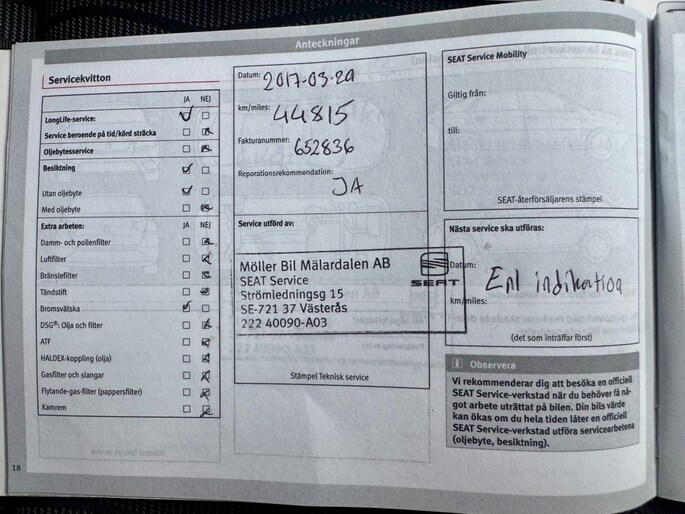 Anteckningar
Servicekvitton
JA NEJ
LongLife-service:
Service beroende på tid/körd sträcka
Oljebytesservice
Besiktning
Utan oljebyte
Med oljebyte
Extra arbeten: JA NEJ
Damm- och pollenfilter
Luftfilter
Bränslefilter
Tändstift
Bromsvätska
DSG®: Olja och filter
ATF
HALDEX-koppling (olja)
Gasfilter och slangar
Flytande-gas-filter (pappersfilter)
Kamrem
18
Datum: 2017-03-29
km/miles: 44815
Fakturanummer: 652836
Reparationsrekommendation:
JA
Service utförd av:
Möller Bil Mälardalen AB
SEAT Service
Strömledningsg 15
SE-721 37 Västerås
222 40090-A03
SEAT
Stämpel Teknisk service
SEAT Service Mobility
Giltig från:
till:
SEAT-återförsäljarens stämpel
Nästa service ska utföras:
Datum:
Enl indikation
km/miles:
(det som inträffar först)
Observera
Vi rekommenderar dig att besöka en officiell
SEAT Service-verkstad när du behöver få nå-
got arbete uträttat på bilen. Din bils värde
kan ökas om du hela tiden låter en officiell
SEAT Service-verkstad utföra servicearbetena
(oljebyte, besiktning).